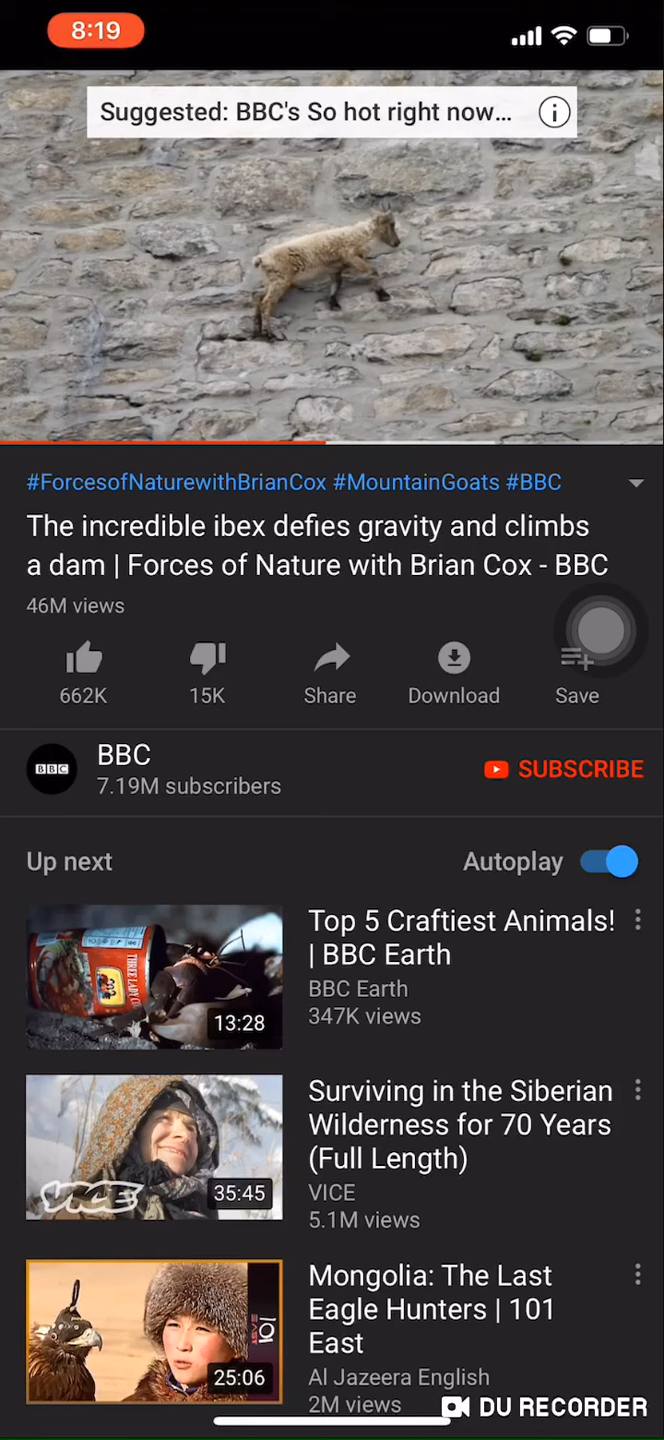 8:19
Suggested: BBC's So hot right now...
#ForcesofNaturewithBrianCox #MountainGoats #BBC
The incredible ibex defies gravity and climbs
a dam | Forces of Nature with Brian Cox - BBC
46M views
662K
15K
Share
Download
Save
BBC
BBC
7.19M subscribers
SUBSCRIBE
Up next
Autoplay
13:28
Top 5 Craftiest Animals!
| BBC Earth
BBC Earth
347K views
VICE
35:45
Surviving in the Siberian
Wilderness for 70 Years
(Full Length)
VICE
5.1M views
101
EAST
25:06
Mongolia: The Last
Eagle Hunters | 101
East
Al Jazeera English
2M views
DU RECORDER